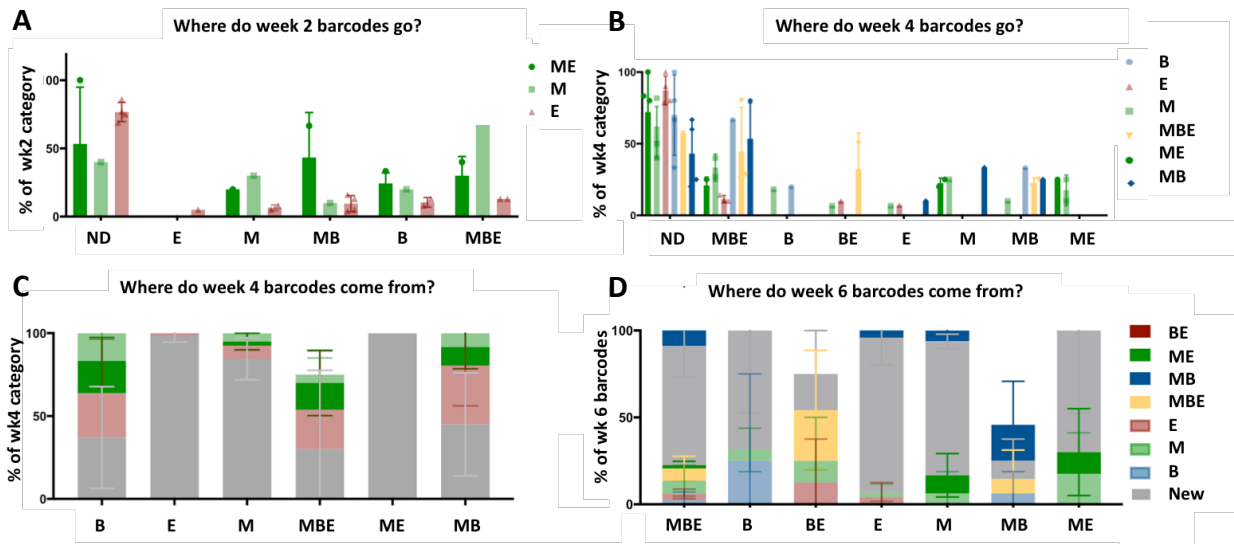 A
Where do week 2 barcodes go?
% of wk2 category
00
50
0
ND E M MB B MBE
ME
M
E
B
Where do week 4 barcodes go?
% of wk4 category
100
50
0
ND MBE B BE E M MB ME
B
E
M
MBE
ME
MB
C
Where do week 4 barcodes come from?
% of wk4 category
100
50
0
B E M MBE ME MB
D
Where do week 6 barcodes come from?
% of wk 6 barcodes
100
50
0
MBE B BE E M MB ME
BE
ME
MB
MBE
E
M
B
New